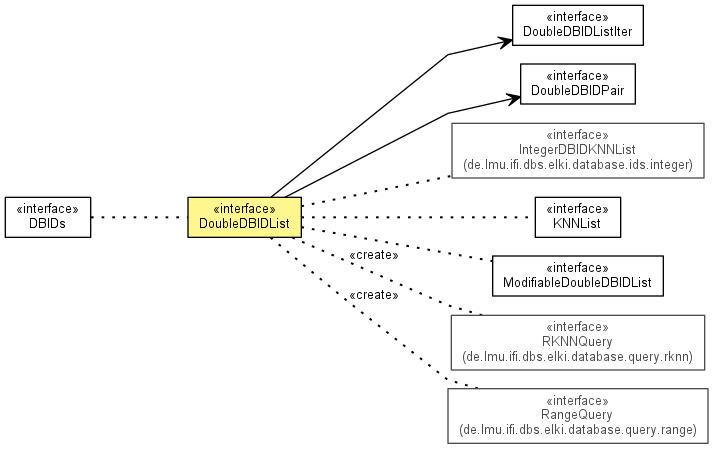 «interface»
DoubleDBIDListIter
«interface»
DoubleDBIDPair
«interface»
IntegerDBIDKNNList
(de.lmu.ifi.dbs.elki.database.ids.integer)
«interface»
DBIDs
«interface»
DoubleDBIDList
«interface»
KNNList
«create»
«interface»
ModifiableDoubleDBIDList
«create»
«interface»
RKNNQuery
(de.lmu.ifi.dbs.elki.database.query.rknn)
«interface»
RangeQuery
(de.lmu.ifi.dbs.elki.database.query.range)